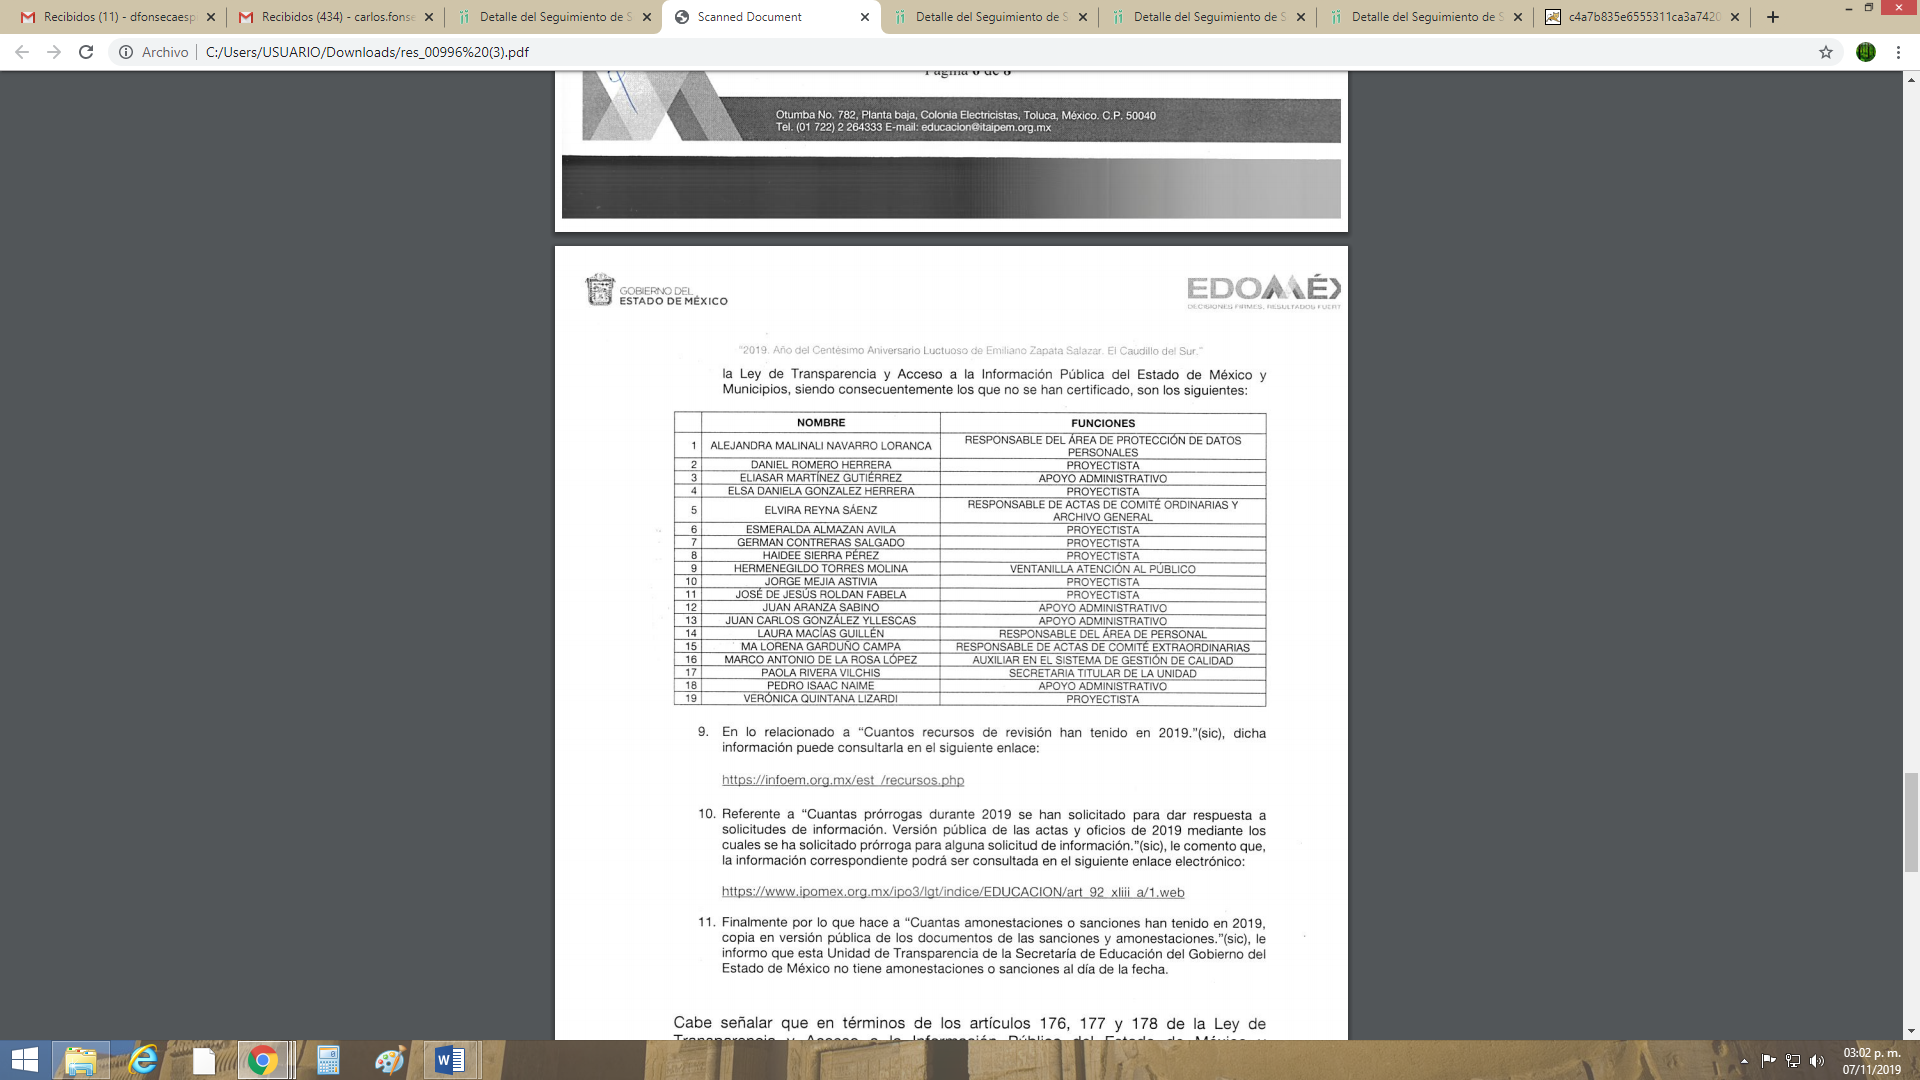 Recibidos (11) - dfonsecaesp
Recibidos (434) - carlos.fonse
Detalle del Seguimiento de S
Scanned Document
Detalle del Seguimiento de S
Detalle del Seguimiento de S
Detalle del Seguimiento de S
c4a7b835e6555311ca3a7420
Archivo C:/Users/USUARIO/Downloads/res_00996%20(3).pdf
Página 6 de 8
Otumba No. 782, Planta baja, Colonia Electricistas, Toluca, México. C.P. 50040
Tel. (01 722) 2 264333 E-mail: educacion@itaipem.org.mx
GOBIERNO DEL
ESTADO DE MÉXICO
EDOMÉX
DECISIONES FIRMES, RESULTADOS FUERT
"2019. Año del Centésimo Aniversario Luctuoso de Emiliano Zapata Salazar. El Caudillo del Sur."
la Ley de Transparencia y Acceso a la Información Pública del Estado de México y
Municipios, siendo consecuentemente los que no se han certificado, son los siguientes:
NOMBRE FUNCIONES
1 ALEJANDRA MALINALI NAVARRO LORANCA RESPONSABLE DEL ÁREA DE PROTECCIÓN DE DATOS
PERSONALES
2 DANIEL ROMERO HERRERA PROYECTISTA
3 ELIASAR MARTÍNEZ GUTIÉRREZ APOYO ADMINISTRATIVO
4 ELSA DANIELA GONZALEZ HERRERA PROYECTISTA
5 ELVIRA REYNA SÁENZ RESPONSABLE DE ACTAS DE COMITÉ ORDINARIAS Y
ARCHIVO GENERAL
6 ESMERALDA ALMAZAN AVILA PROYECTISTA
7 GERMAN CONTRERAS SALGADO PROYECTISTA
8 HAIDEE SIERRA PÉREZ PROYECTISTA
9 HERMENEGILDO TORRES MOLINA VENTANILLA ATENCIÓN AL PÚBLICO
10 JORGE MEJIA ASTIVIA PROYECTISTA
11 JOSÉ DE JESÚS ROLDAN FABELA PROYECTISTA
12 JUAN ARANZA SABINO APOYO ADMINISTRATIVO
13 JUAN CARLOS GONZÁLEZ YLLESCAS APOYO ADMINISTRATIVO
14 LAURA MACÍAS GUILLÉN RESPONSABLE DEL ÁREA DE PERSONAL
15 MA LORENA GARDUÑO CAMPA RESPONSABLE DE ACTAS DE COMITÉ EXTRAORDINARIAS
16 MARCO ANTONIO DE LA ROSA LÓPEZ AUXILIAR EN EL SISTEMA DE GESTIÓN DE CALIDAD
17 PAOLA RIVERA VILCHIS SECRETARIA TITULAR DE LA UNIDAD
18 PEDRO ISAAC NAIME APOYO ADMINISTRATIVO
19 VERÓNICA QUINTANA LIZARDI PROYECTISTA
9. En lo relacionado a "Cuantos recursos de revisión han tenido en 2019."(sic), dicha
información puede consultarla en el siguiente enlace:
https://infoem.org.mx/est_/recursos.php
10. Referente a "Cuantas prórrogas durante 2019 se han solicitado para dar respuesta a
solicitudes de información. Versión pública de las actas y oficios de 2019 mediante los
cuales se ha solicitado prórroga para alguna solicitud de información."(sic), le comento que,
la información correspondiente podrá ser consultada en el siguiente enlace electrónico:
https://www.ipomex.org.mx/ipo3/lgt/indice/EDUCACION/art_92_xliii_a/1.web
11. Finalmente por lo que hace a "Cuantas amonestaciones o sanciones han tenido en 2019,
copia en versión pública de los documentos de las sanciones y amonestaciones."(sic), le
informo que esta Unidad de Transparencia de la Secretaría de Educación del Gobierno del
Estado de México no tiene amonestaciones o sanciones al día de la fecha.
Cabe señalar que en términos de los artículos 176, 177 y 178 de la Ley de
Transparencia y Acceso a la Información Pública del Estado de México y
03:02 p. m.
07/11/2019